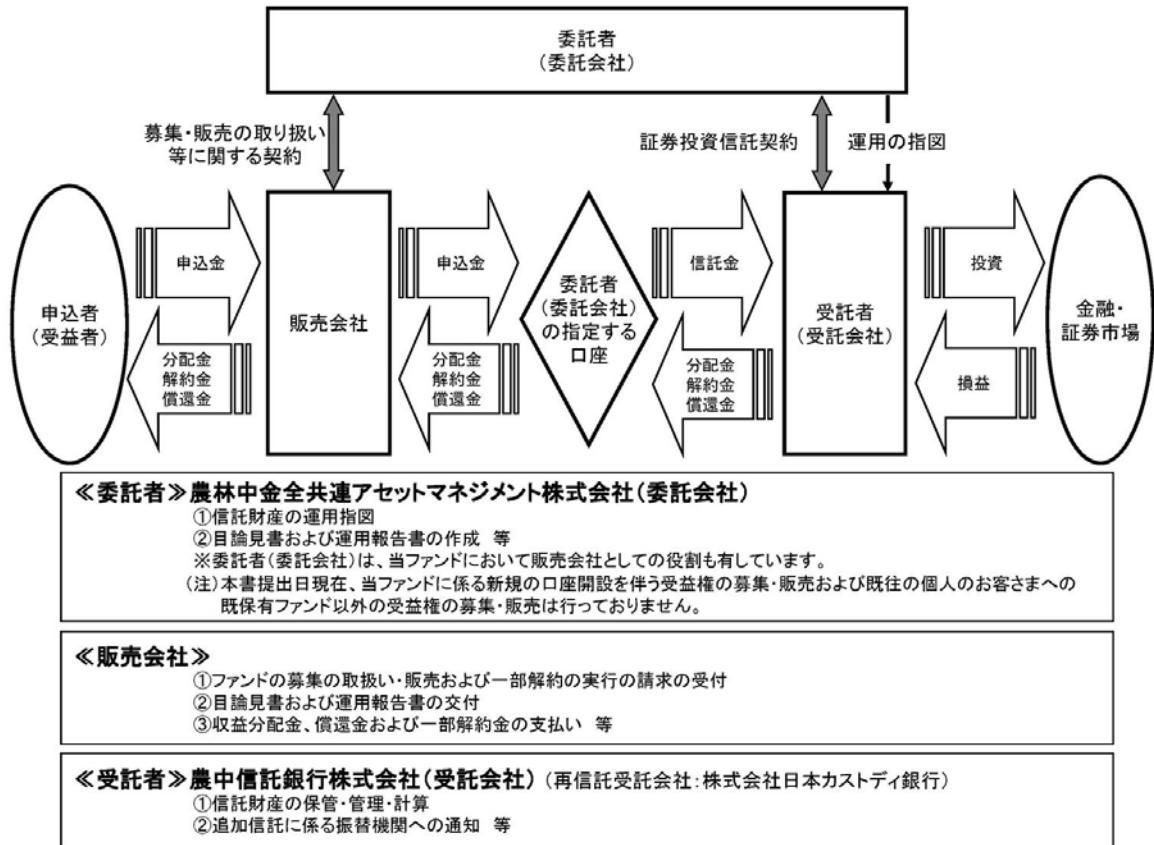 委託者
(委託会社)
募集・販売の取り扱い
等に関する契約
証券投資信託契約
運用の指図
申込金
申込金
信託金
投資
申込者
(受益者)
販売会社
委託者
(委託会社)
の指定する
口座
受託者
(受託会社)
金融・
証券市場
分配金
解約金
償還金
分配金
解約金
償還金
分配金
解約金
償還金
損益
≪委託者≫農林中金全共連アセットマネジメント株式会社(委託会社)
①信託財産の運用指図
②目論見書および運用報告書の作成 等
※委託者(委託会社)は、当ファンドにおいて販売会社としての役割も有しています。
(注)本書提出日現在、当ファンドに係る新規の口座開設を伴う受益権の募集・販売および既往の個人のお客さまへの
既保有ファンド以外の受益権の募集・販売は行っておりません。
≪販売会社≫
①ファンドの募集の取扱い・販売および一部解約の実行の請求の受付
②目論見書および運用報告書の交付
③収益分配金、償還金および一部解約金の支払い 等
≪受託者≫農中信託銀行株式会社(受託会社) (再信託受託会社:株式会社日本カストディ銀行)
①信託財産の保管・管理・計算
②追加信託に係る振替機関への通知 等